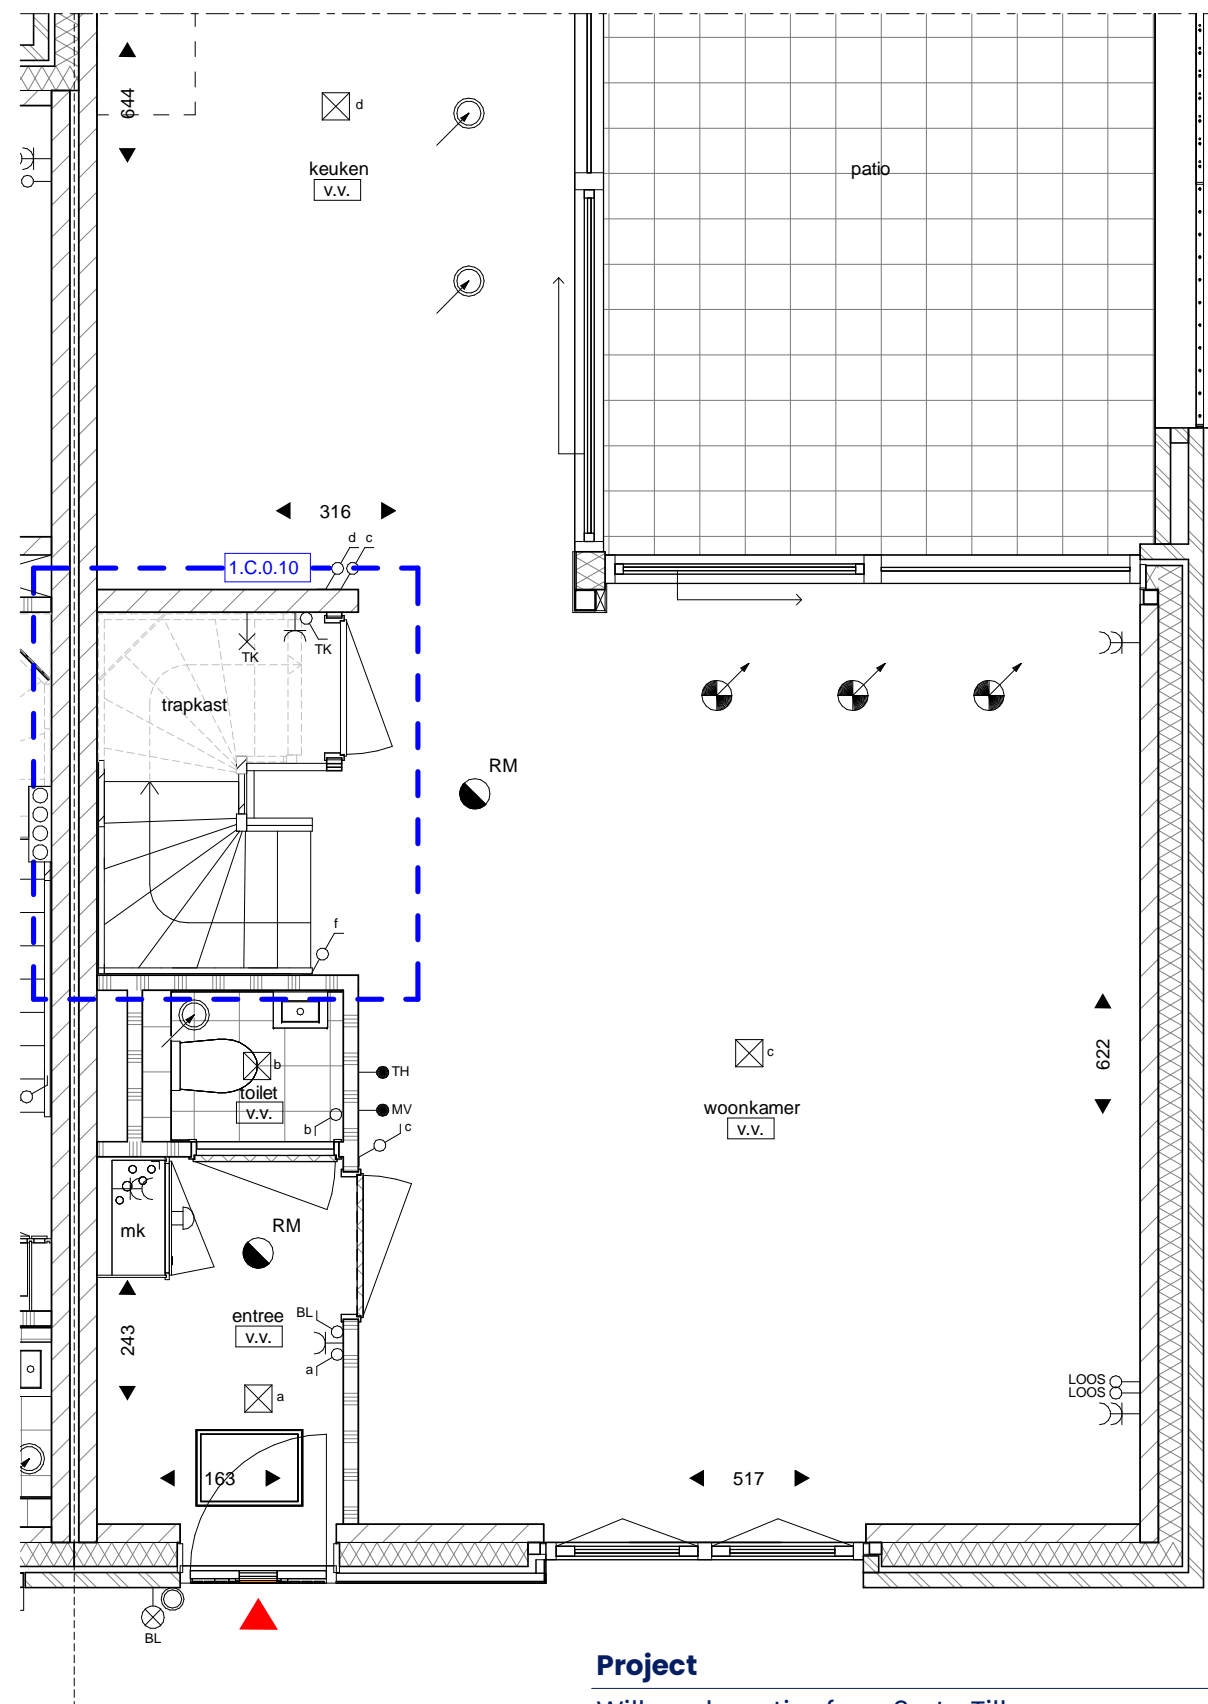 644
d
keuken
v.v.
patio
316
d c
1.C.0.10
TK
TK
trapkast
RM
f
c
622
b
toilet
v.v.
b
TH
MV
c
woonkamer
v.v.
mk
RM
entree
v.v.
BL
a
243
a
LOOS
LOOS
163
517
BL
Project